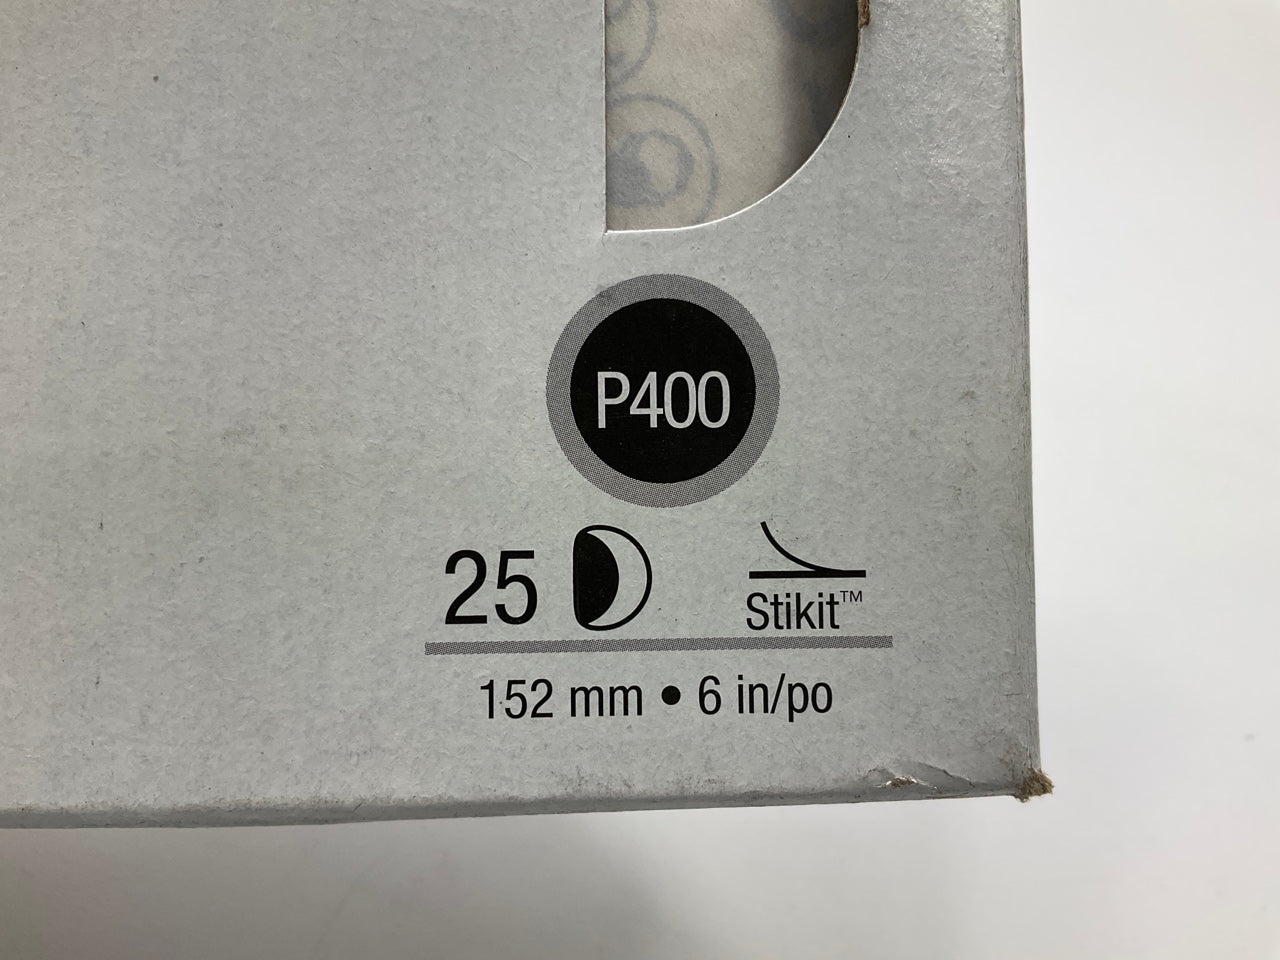 P400
25
Stikit™
152 mm • 6 in/po